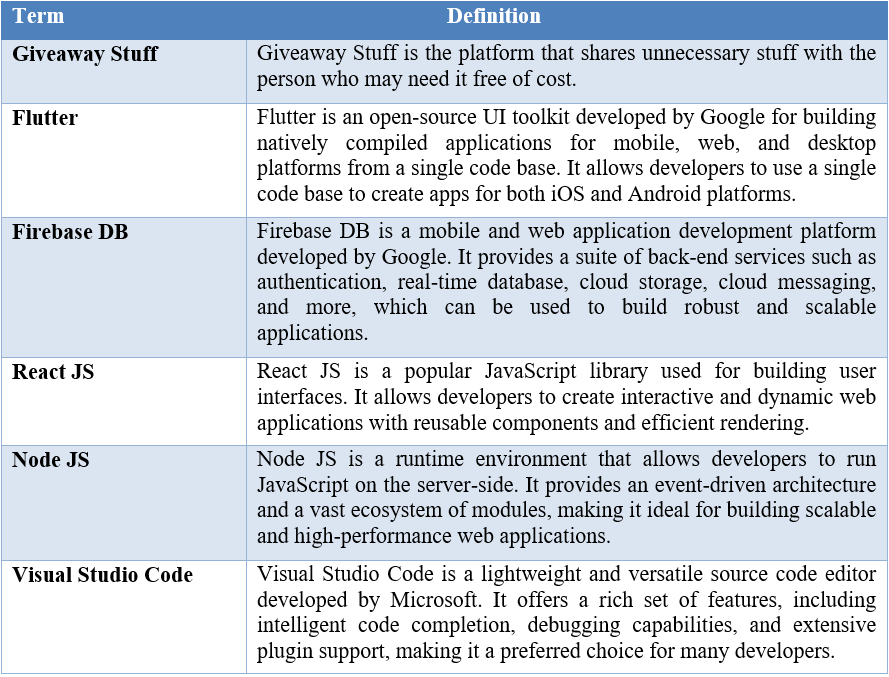 Term Definition
Giveaway Stuff Giveaway Stuff is the platform that shares unnecessary stuff with the
person who may need it free of cost.
Flutter Flutter is an open-source UI toolkit developed by Google for building
natively compiled applications for mobile, web, and desktop
platforms from a single code base. It allows developers to use a single
code base to create apps for both iOS and Android platforms.
Firebase DB Firebase DB is a mobile and web application development platform
developed by Google. It provides a suite of back-end services such as
authentication, real-time database, cloud storage, cloud messaging,
and more, which can be used to build robust and scalable
applications.
React JS React JS is a popular JavaScript library used for building user
interfaces. It allows developers to create interactive and dynamic web
applications with reusable components and efficient rendering.
Node JS Node JS is a runtime environment that allows developers to run
JavaScript on the server-side. It provides an event-driven architecture
and a vast ecosystem of modules, making it ideal for building scalable
and high-performance web applications.
Visual Studio Code Visual Studio Code is a lightweight and versatile source code editor
developed by Microsoft. It offers a rich set of features, including
intelligent code completion, debugging capabilities, and extensive
plugin support, making it a preferred choice for many developers.